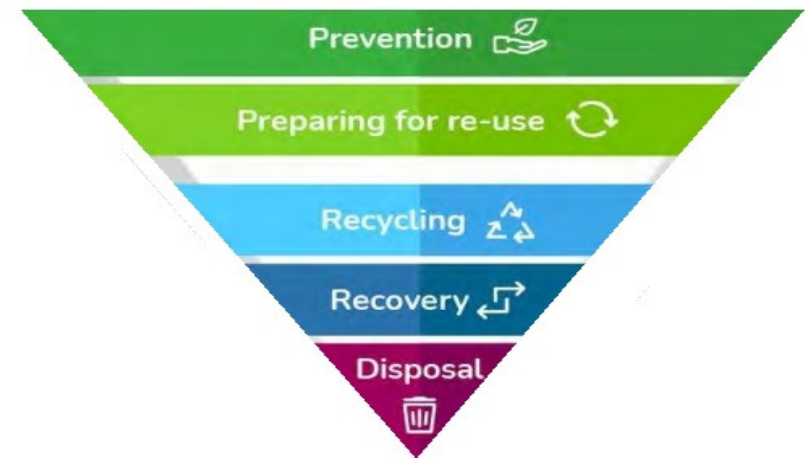 Prevention
Preparing for re-use
Recycling
Recovery
Disposal